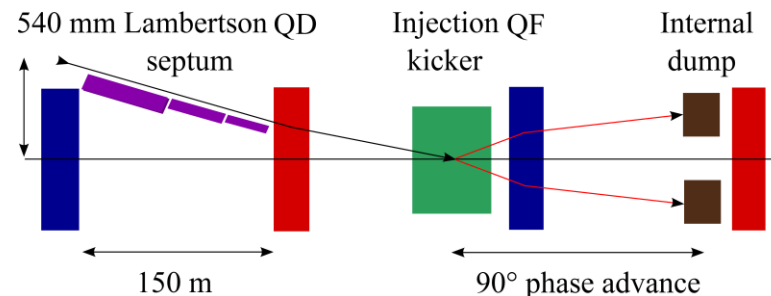 540 mm Lambertson QD Injection QF Internal
septum kicker dump
150 m 90° phase advance